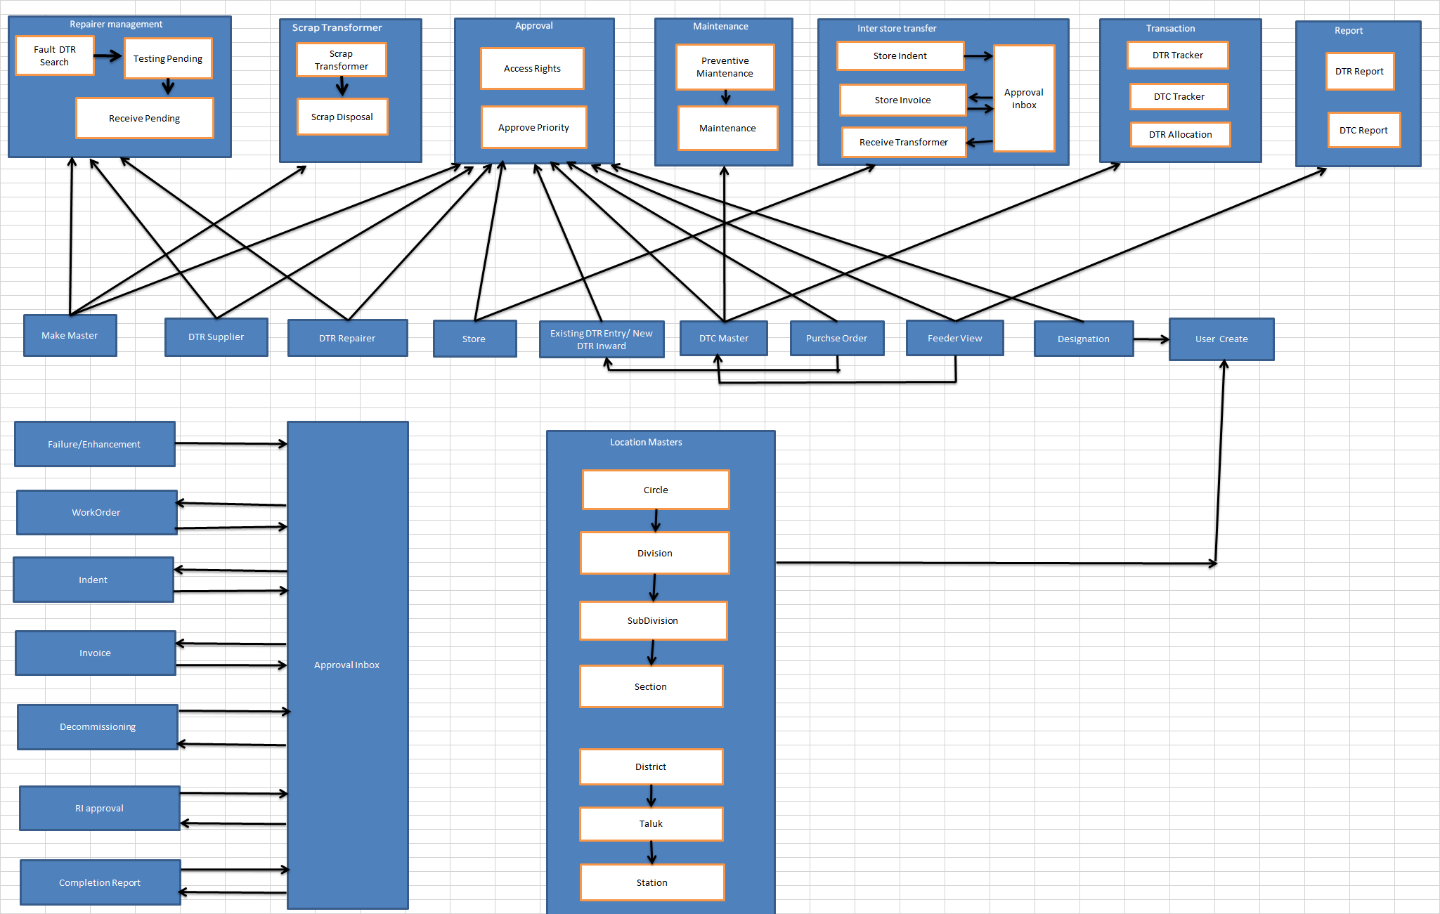 Repairer management
Fault DTR
Search
Testing Pending
Receive Pending
Scrap Transformer
Scrap
Transformer
Scrap Disposal
Approval
Access Rights
Approve Priority
Maintenance
Preventive
Miantenance
Maintenance
Inter store transfer
Store Indent
Store Invoice
Receive Transformer
Approval
inbox
Transaction
DTR Tracker
DTC Tracker
DTR Allocation
Report
DTR Report
DTC Report
Make Master
DTR Supplier
DTR Repairer
Store
Existing DTR Entry/ New
DTR Inward
DTC Master
Purchse Order
Feeder View
Designation
User Create
Failure/Enhancement
WorkOrder
Indent
Invoice
Decommissioning
RI approval
Completion Report
Approval Inbox
Location Masters
Circle
Division
SubDivision
Section
District
Taluk
Station